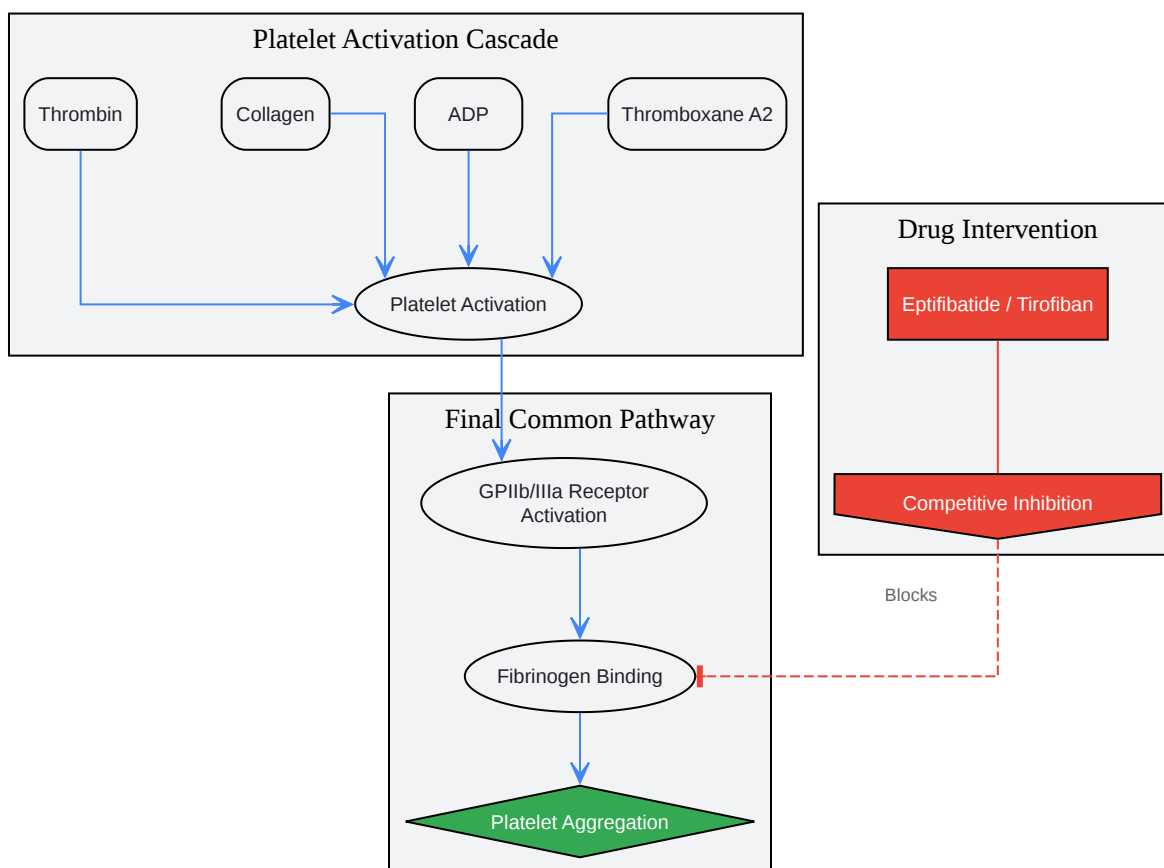 Platelet Activation Cascade
Thrombin
Collagen
ADP
Thromboxane A2
Platelet Activation
Drug Intervention
Eptifibatide / Tirofiban
Competitive Inhibition
Blocks
Final Common Pathway
GPIIb/IIIa Receptor
Activation
Fibrinogen Binding
Platelet Aggregation